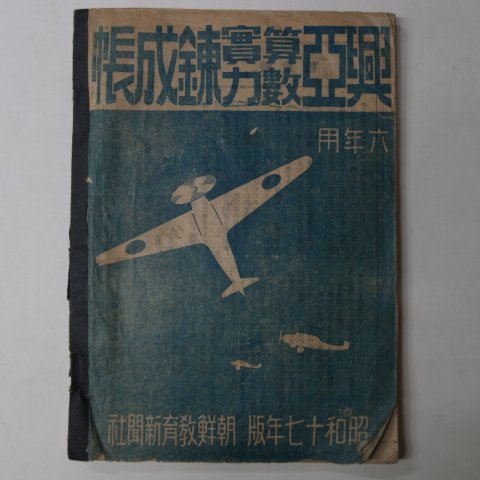 興亞算數實力鍊成帳
六年用
昭和十七年版 朝鮮敎育新聞社